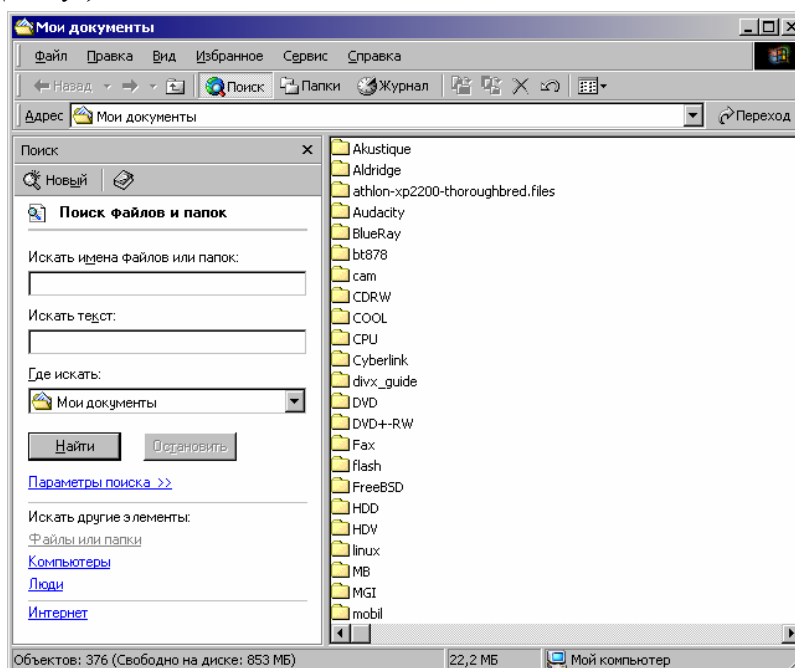 Мои документы
Файл Правка Вид Избранное Сервис Справка
Назад Поиск Папки Журнал
Адрес Мои документы Переход
Поиск
Новый
Поиск файлов и папок
Искать имена файлов или папок:
Искать текст:
Где искать:
Мои документы
Найти Остановить
Параметры поиска >>
Искать другие элементы:
Файлы или папки
Компьютеры
Люди
Интернет
Akustique
Aldridge
athlon-xp2200-thoroughbred.files
Audacity
BlueRay
bt878
cam
CDRW
COOL
CPU
Cyberlink
divx_guide
DVD
DVD+-RW
Fax
flash
FreeBSD
HDD
HDV
linux
MB
MGI
mobil
Объектов: 376 (Свободно на диске: 853 МБ) 22,2 МБ Мой компьютер